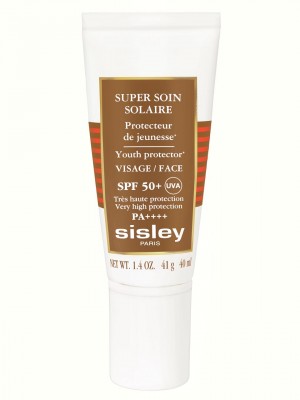 SUPER SOIN
SOLAIRE
Protecteur
de jeunesse*
Youth protector*
VISAGE / FACE
SPF 50+ UVA
Très haute protection
Very high protection
PA++++
sisley
PARIS
NET WT. 1.4 OZ. 41 g 40 ml